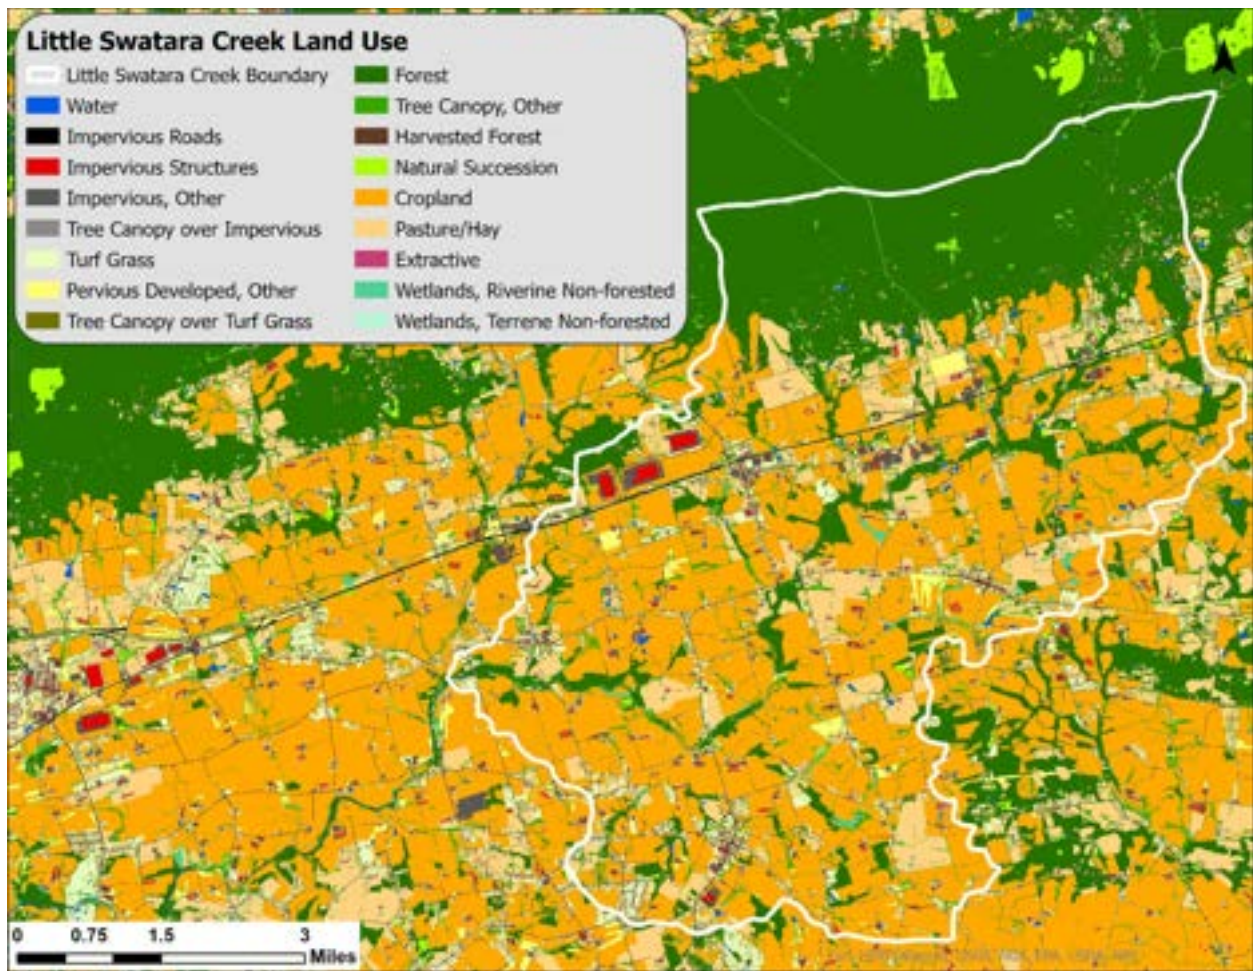 Little Swatara Creek Land Use
Little Swatara Creek Boundary
Water
Impervious Roads
Impervious Structures
Impervious, Other
Tree Canopy over Impervious
Turf Grass
Pervious Developed, Other
Tree Canopy over Turf Grass
Forest
Tree Canopy, Other
Harvested Forest
Natural Succession
Cropland
Pasture/Hay
Extractive
Wetlands, Riverine Non-forested
Wetlands, Terrene Non-forested
0 0.75 1.5 3
Miles